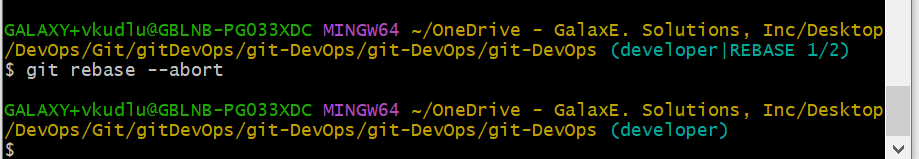 GALAXY+vkudlu@GBLNB-PG033XDC MINGW64 ~/OneDrive - GalaxE. Solutions, Inc/Desktop
/DevOps/Git/gitDevOps/git-DevOps/git-DevOps/git-DevOps (developer|REBASE 1/2)
$ git rebase --abort
GALAXY+vkudlu@GBLNB-PG033XDC MINGW64 ~/OneDrive - GalaxE. Solutions, Inc/Desktop
/DevOps/Git/gitDevOps/git-DevOps/git-DevOps/git-DevOps (developer)
$